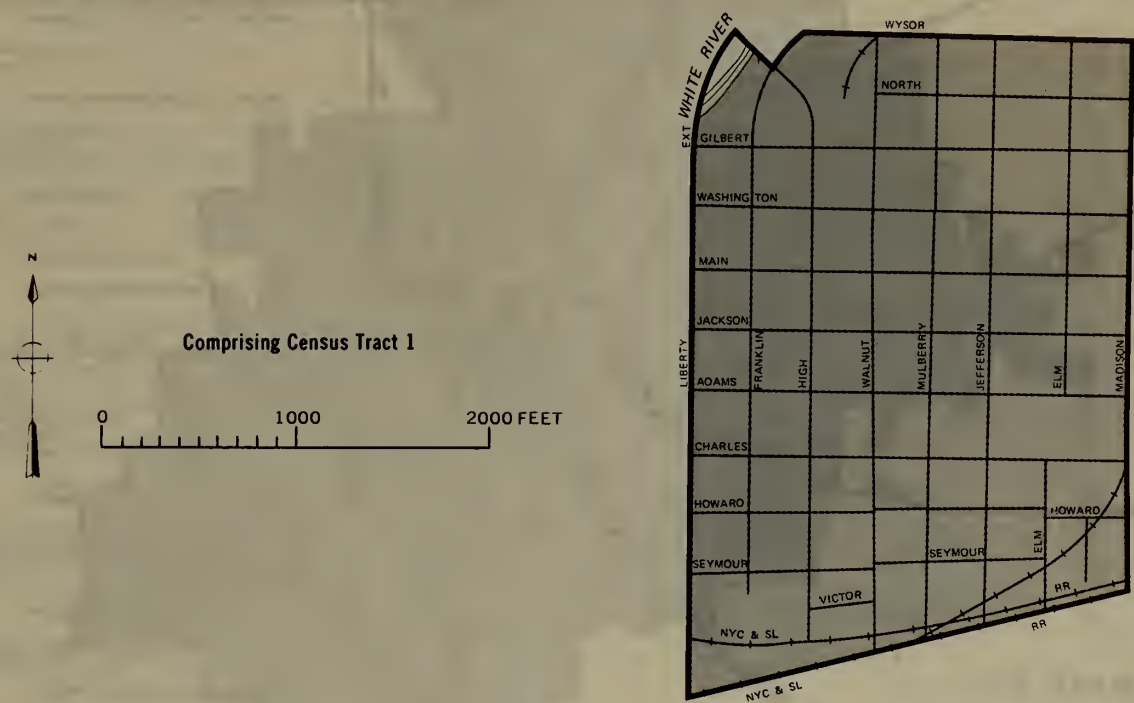 WYSOR
EXT WHITE RIVER
NORTH
GILBERT
WASHINGTON
N
MAIN
Comprising Census Tract 1
JACKSON
LIBERTY
FRANKLIN
HIGH
WALNUT
MULBERRY
JEFFERSON
ELM
MADISON
ADAMS
0 1000 2000 FEET
CHARLES
HOWARD
HOWARD
SEYMOUR
SEYMOUR
ELM
VICTOR
RR
NYC & SL
RR
NYC & SL